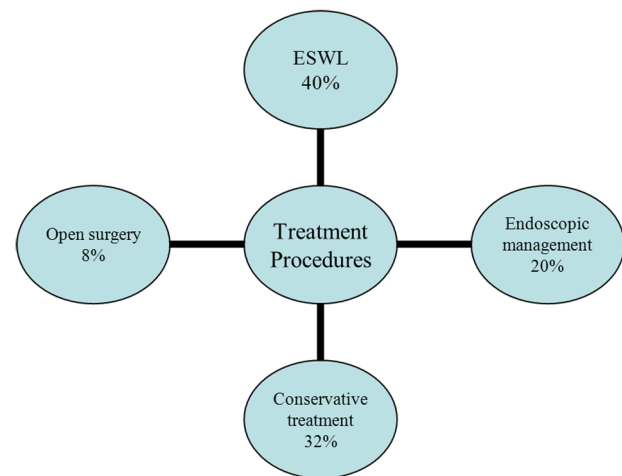 ESWL
40%
Open surgery
8%
Treatment
Procedures
Endoscopic
management
20%
Conservative
treatment
32%